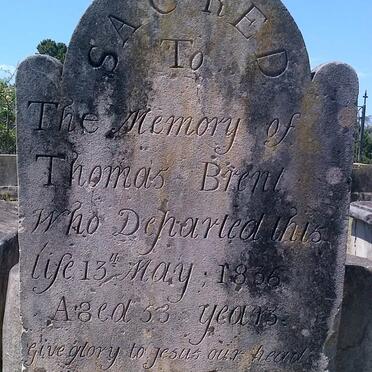 SACRED
To
The Memory of
Thomas Brent
Who Departed this
life 13th May; 1836
Aged 53 years
Give glory to jesus our head